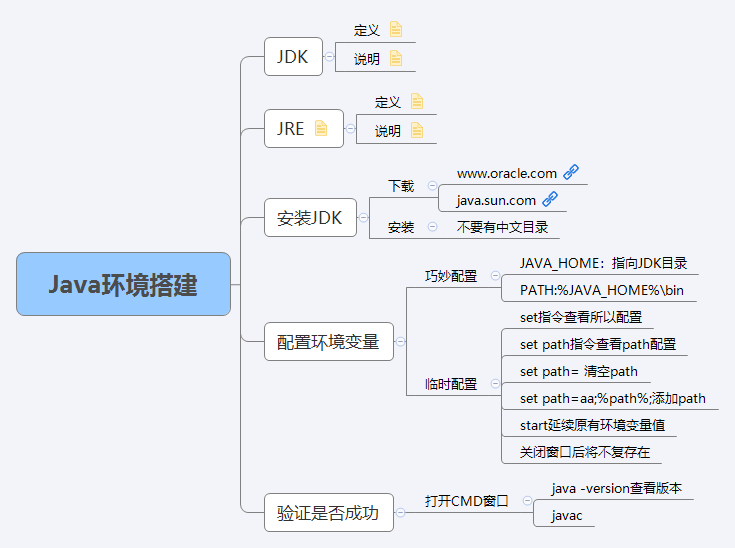 JDK
定义
说明
JRE
定义
说明
安装JDK
下载
www.oracle.com
java.sun.com
安装
不要有中文目录
Java环境搭建
配置环境变量
巧妙配置
JAVA_HOME：指向JDK目录
PATH:%JAVA_HOME%\bin
临时配置
set指令查看所以配置
set path指令查看path配置
set path= 清空path
set path=aa;%path%;添加path
start延续原有环境变量值
关闭窗口后将不复存在
验证是否成功
打开CMD窗口
java -version查看版本
javac